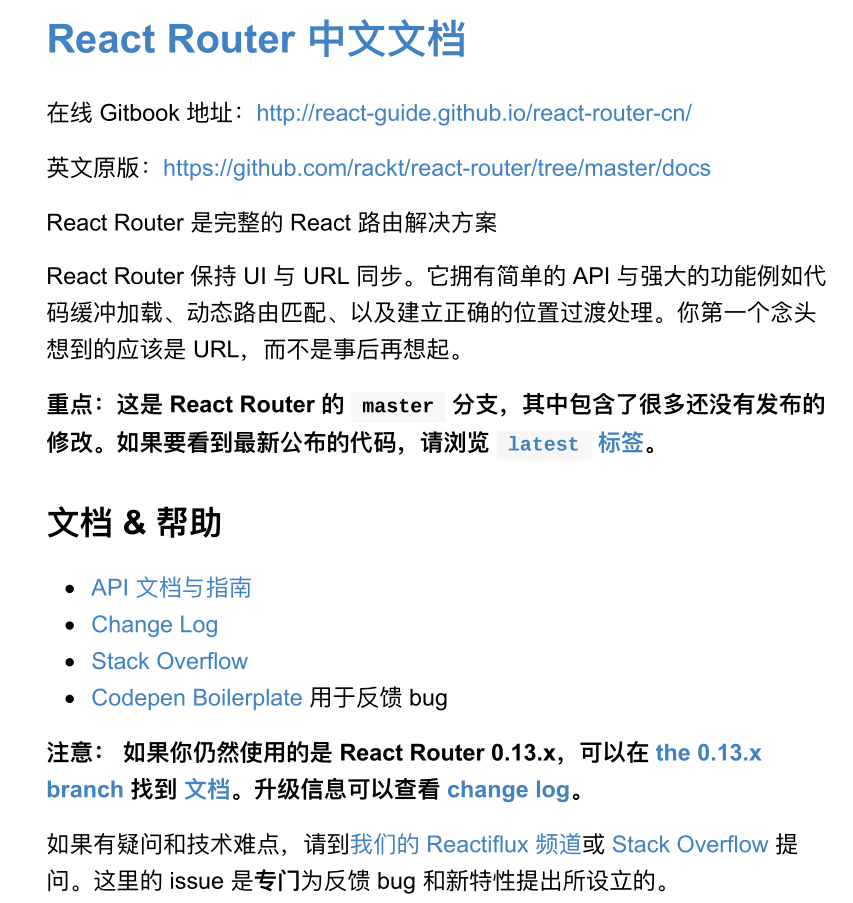 React Router 中文文档
在线 Gitbook 地址：http://react-guide.github.io/react-router-cn/
英文原版：https://github.com/rackt/react-router/tree/master/docs
React Router 是完整的 React 路由解决方案
React Router 保持 UI 与 URL 同步。它拥有简单的 API 与强大的功能例如代
码缓冲加载、动态路由匹配、以及建立正确的位置过渡处理。你第一个念头
想到的应该是 URL，而不是事后再想起。
重点：这是 React Router 的 master 分支，其中包含了很多还没有发布的
修改。如果要看到最新公布的代码，请浏览 latest 标签。
文档 & 帮助
• API 文档与指南
• Change Log
• Stack Overflow
• Codepen Boilerplate 用于反馈 bug
注意： 如果你仍然使用的是 React Router 0.13.x，可以在 the 0.13.x
branch 找到 文档。升级信息可以查看 change log。
如果有疑问和技术难点，请到我们的 Reactiflux 频道或 Stack Overflow 提
问。这里的 issue 是专门为反馈 bug 和新特性提出所设立的。